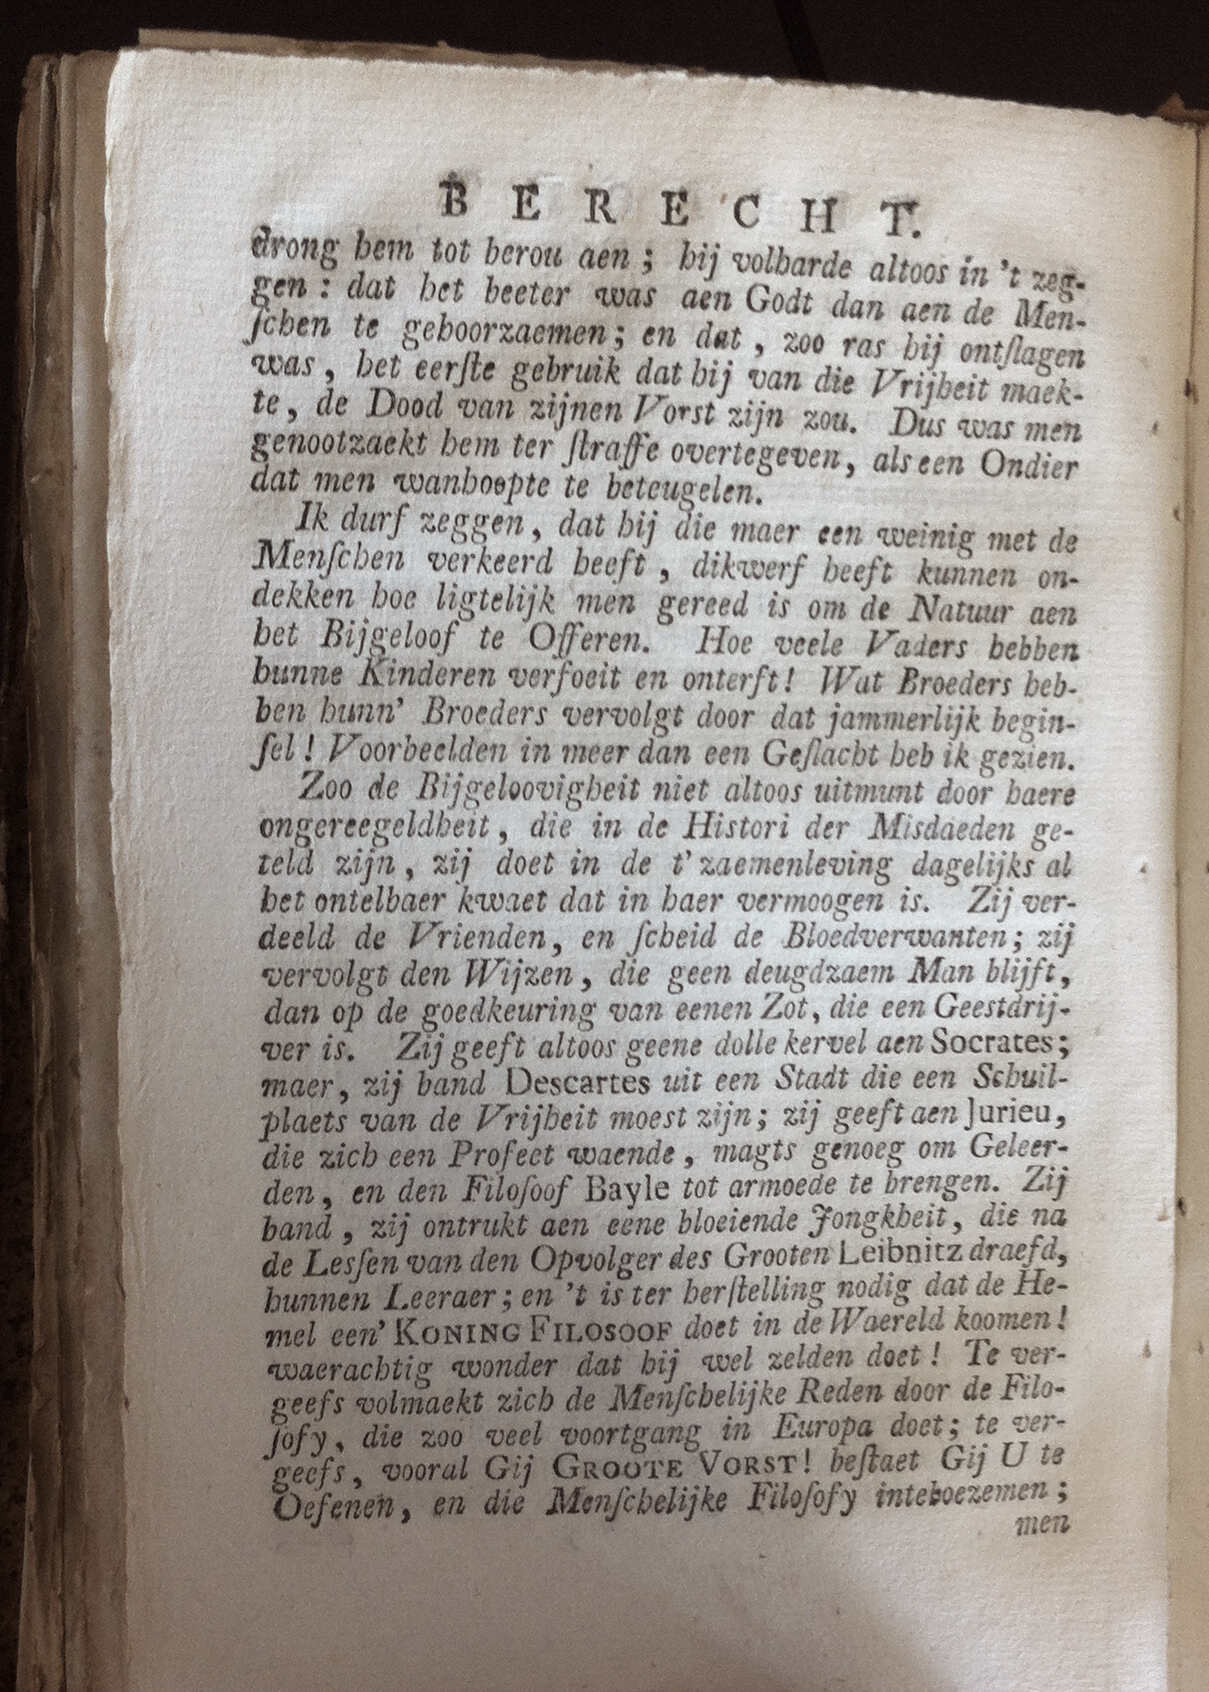 BERECHT.
drong hem tot berou aen; hij volharde altoos in 't zeg-
gen: dat het beeter was aen Godt dan aen de Men-
ſchen te gehoorzaemen; en dat, zoo ras hij ontſlagen
was, het eerſte gebruik dat hij van die Vrijheit maek-
te, de Dood van zijnen Vorst zijn zou. Dus was men
genootzaekt hem ter ſtraffe overtegeven, als een Ondier
dat men wanhoopte te beteugelen.
Ik durf zeggen, dat hij die maer een weinig met de
Menſchen verkeerd heeft, dikwerf heeft kunnen on-
dekken hoe ligtelijk men gereed is om de Natuur aen
het Bijgeloof te Offeren. Hoe veele Vaders hebben
hunne Kinderen verfoeit en onterft! Wat Broeders heb-
ben hunn' Broeders vervolgt door dat jammerlijk begin-
ſel! Voorbeelden in meer dan een Geſlacht heb ik gezien.
Zoo de Bijgeloovigheit niet altoos uitmunt door haere
ongereegeldheit, die in de Histori der Misdaeden ge-
teld zijn, zij doet in de t'zaemenleving dagelijks al
het ontelbaer kwaet dat in haer vermoogen is. Zij ver-
deeld de Vrienden, en ſcheid de Bloedverwanten; zij
vervolgt den Wijzen, die geen deugdzaem Man blijft,
dan op de goedkeuring van eenen Zot, die een Geestdrij-
ver is. Zij geeft altoos geene dolle kervel aen Socrates;
maer, zij band Descartes uit een Stadt die een Schuil-
plaets van de Vrijheit moest zijn; zij geeft aen Jurieu,
die zich een Profeet waende, magts genoeg om Geleer-
den, en den Filoſoof Bayle tot armoede te brengen. Zij
band, zij ontrukt aen eene bloeiende Jongkheit, die na
de Lesſen van den Opvolger des Grooten Leibnitz draefd,
hunnen Leeraer; en 't is ter herſtelling nodig dat de He-
mel een' KONING FILOSOOF doet in de Waereld koomen!
waerachtig wonder dat hij wel zelden doet! Te ver-
geefs volmaekt zich de Menſchelijke Reden door de Filo-
ſofy, die zoo veel voortgang in Europa doet; te ver-
geefs, vooral Gij GROOTE VORST! beſtaet Gij U te
Oefenen, en die Menſchelijke Filoſofy inteboezemen;
men